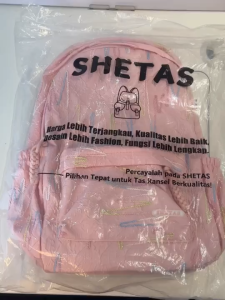 SHETAS
Harga Lebih Terjangkau, Kualitas Lebih Baik,
Desain Lebih Fashion, Fungsi Lebih Lengkap.
Percayalah pada SHETAS
Pilihan Tepat untuk Tas Ransel Berkualitas!